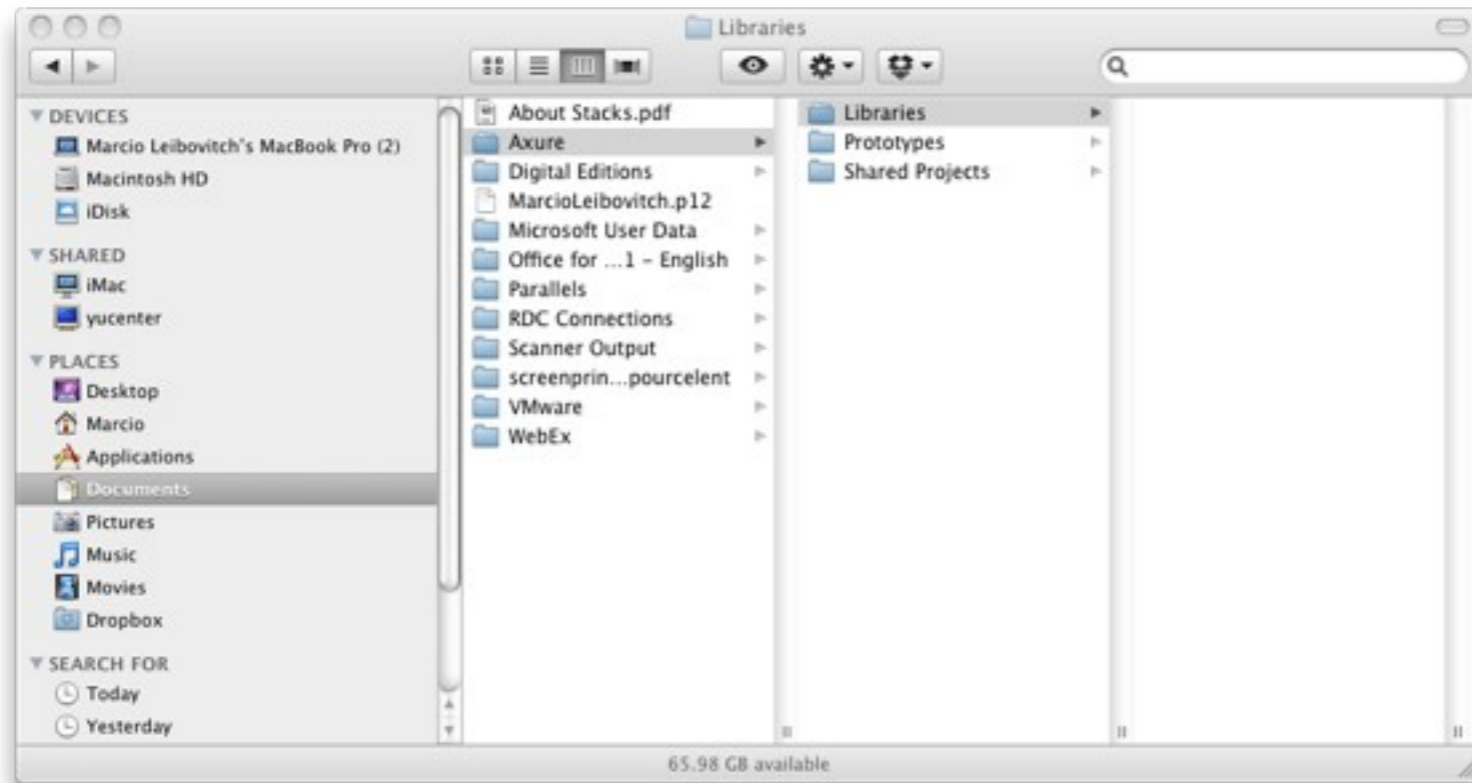 Libraries
DEVICES
Marcio Leibovitch's MacBook Pro (2)
Macintosh HD
iDisk
SHARED
iMac
yucenter
PLACES
Desktop
Marcio
Applications
Documents
Pictures
Music
Movies
Dropbox
SEARCH FOR
Today
Yesterday
About Stacks.pdf
Axure
Digital Editions
MarcioLeibovitch.p12
Microsoft User Data
Office for ...1 – English
Parallels
RDC Connections
Scanner Output
screenprin...pourcelent
VMware
WebEx
Libraries
Prototypes
Shared Projects
65.98 GB available